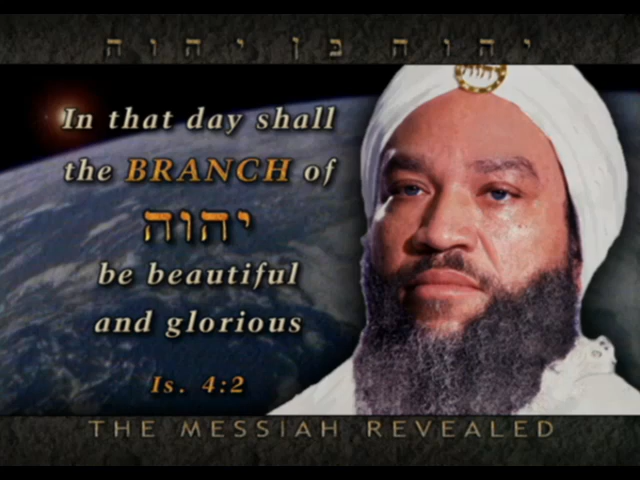 יהוה בן יהוה
In that day shall
the BRANCH of
יהוה
be beautiful
and glorious
Is. 4:2
THE MESSIAH REVEALED
יהוה